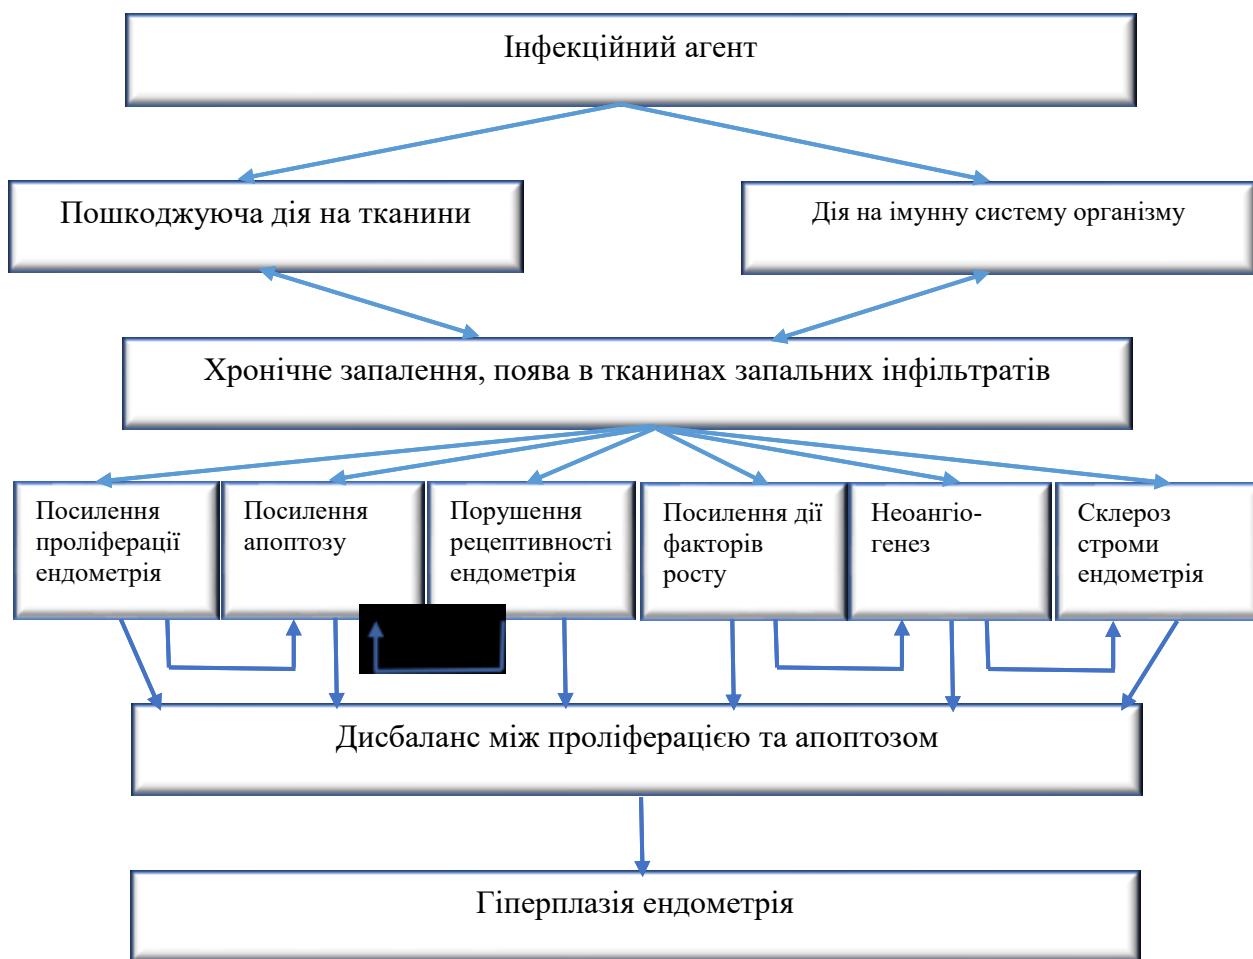 Інфекційний агент
Пошкоджуюча дія на тканини
Дія на імунну систему організму
Хронічне запалення, поява в тканинах запальних інфільтратів
Посилення
проліферації
ендометрія
Посилення
апоптозу
Порушення
рецептивності
ендометрія
Посилення дії
факторів
росту
Неоангіо-
генез
Склероз
строми
ендометрія
Дисбаланс між проліферацією та апоптозом
Гіперплазія ендометрія